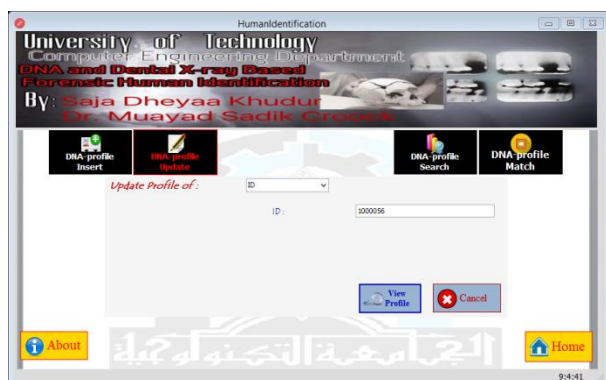 HumanIdentification
University of Technology
Computer Engineering Department
DNA and Dental X-ray Based
Forensic Human Identification
By: Saja Dheyaa Khudur
Dr. Muayad Sadik Croock
DNA-profile Insert
DNA-profile Update
DNA-profile Search
DNA-profile Match
Update Profile of :
ID
ID :
1000056
View Profile
Cancel
About
الجامعة التكنولوجية
Home
9:4:41